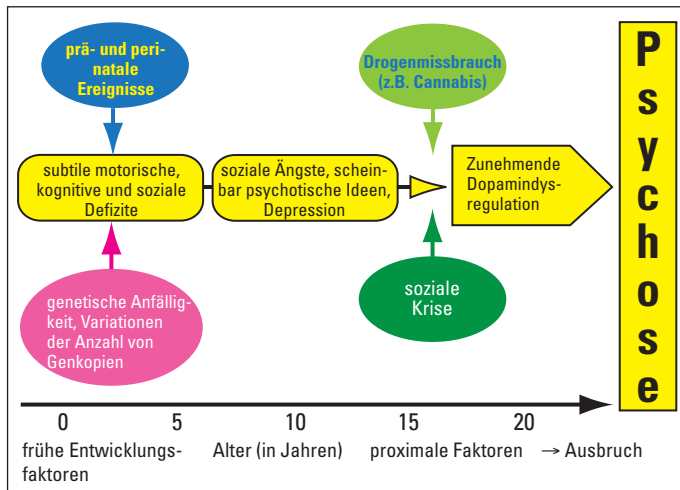 prä- und peri-
natale
Ereignisse
Drogenmissbrauch
(z.B. Cannabis)
subtile motorische,
kognitive und soziale
Defizite
soziale Ängste, schein-
bar psychotische Ideen,
Depression
Zunehmende
Dopamindys-
regulation
genetische Anfällig-
keit, Variationen
der Anzahl von
Genkopien
soziale
Krise
Psychose
0 5 10 15 20
frühe Entwicklungs-
faktoren
Alter (in Jahren)
proximale Faktoren
→ Ausbruch